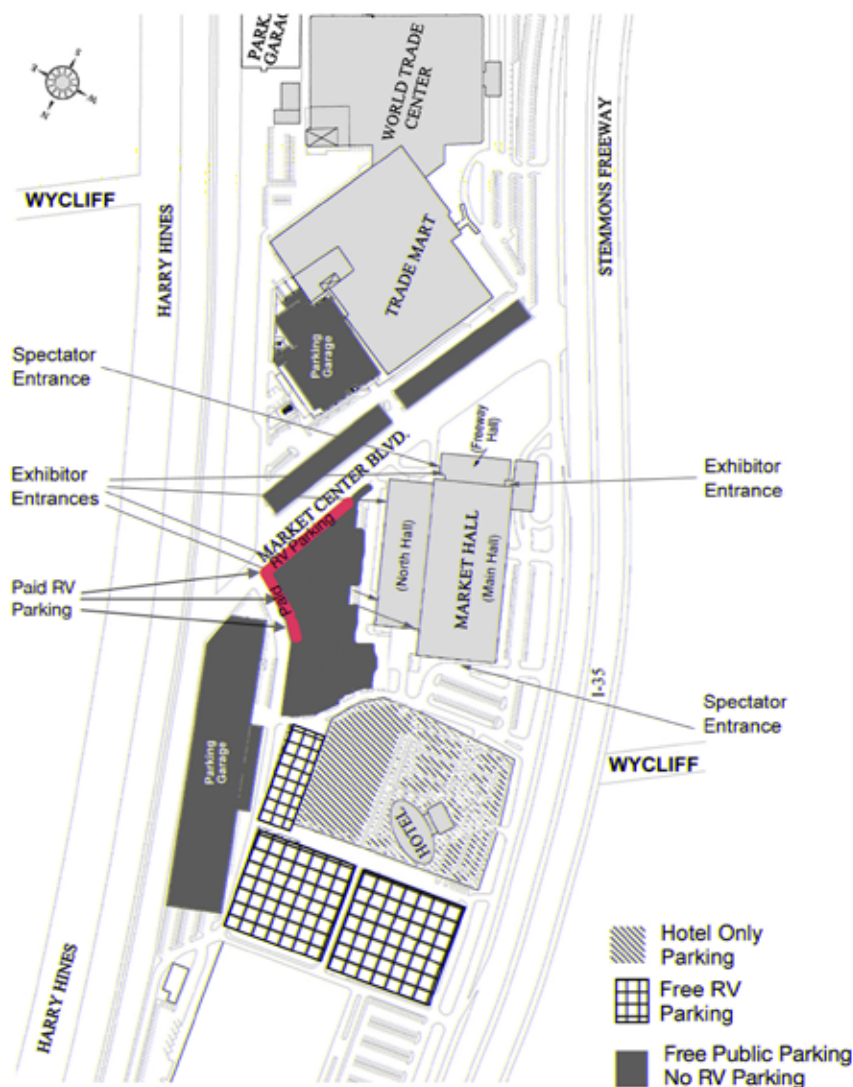 PARK.
GARAG
WORLD TRADE
CENTER
S
N
N
WYCLIFF
HARRY HINES
STEMMONS FREEWAY
TRADE MART
Parking
Garage
Spectator
Entrance
(Freeway
Hall)
MARKET CENTER BLVD.
Exhibitor
Entrances
Exhibitor
Entrance
RV Parking
Paid
(North Hall)
MARKET HALL
(Main Hall)
Paid RV
Parking
I-35
Spectator
Entrance
Parking
Garage
WYCLIFF
HOTEL
HARRY HINES
Hotel Only
Parking
Free RV
Parking
Free Public Parking
No RV Parking